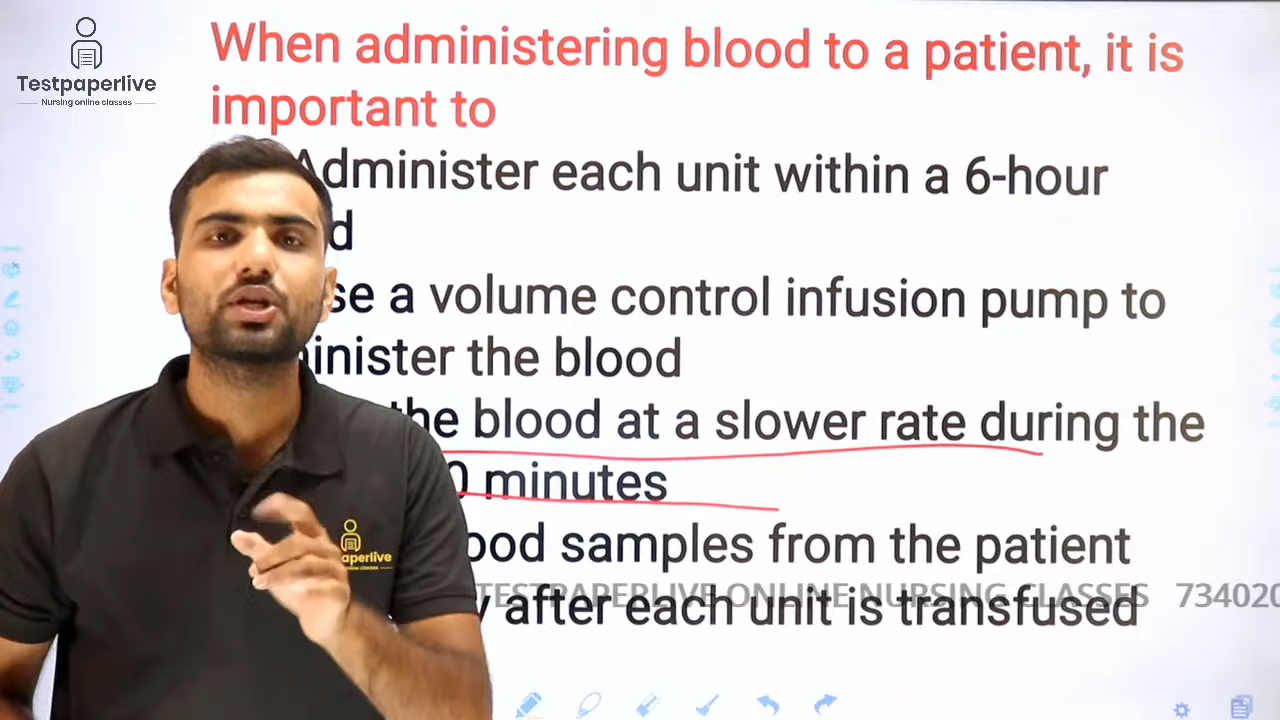 Testpaperlive
Nursing online classes
When administering blood to a patient, it is
important to
Administer each unit within a 6-hour
se a volume control infusion pump to
inister the blood
the blood at a slower rate during the
0 minutes
ood samples from the patient
TESTPAPERLIVE ONLINE NURSING CLASSES 734020
y after each unit is transfused
aperlive